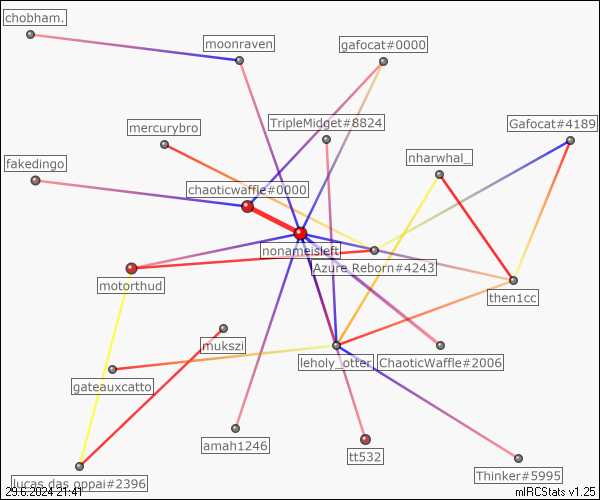 chobham.
moonraven
gafocat#0000
TripleMidget#8824
Gafocat#4189
mercurybro
nharwhal_
fakedingo
chaoticwaffle#0000
nonameisleft
Azure_Reborn#4243
motorthud
then1cc
mukszi
leholy_otter
ChaoticWaffle#2006
gateauxcatto
amah1246
tt532
Thinker#5995
lucas das oppai#2396
29.6.2024 21:41
mIRCStats v1.25